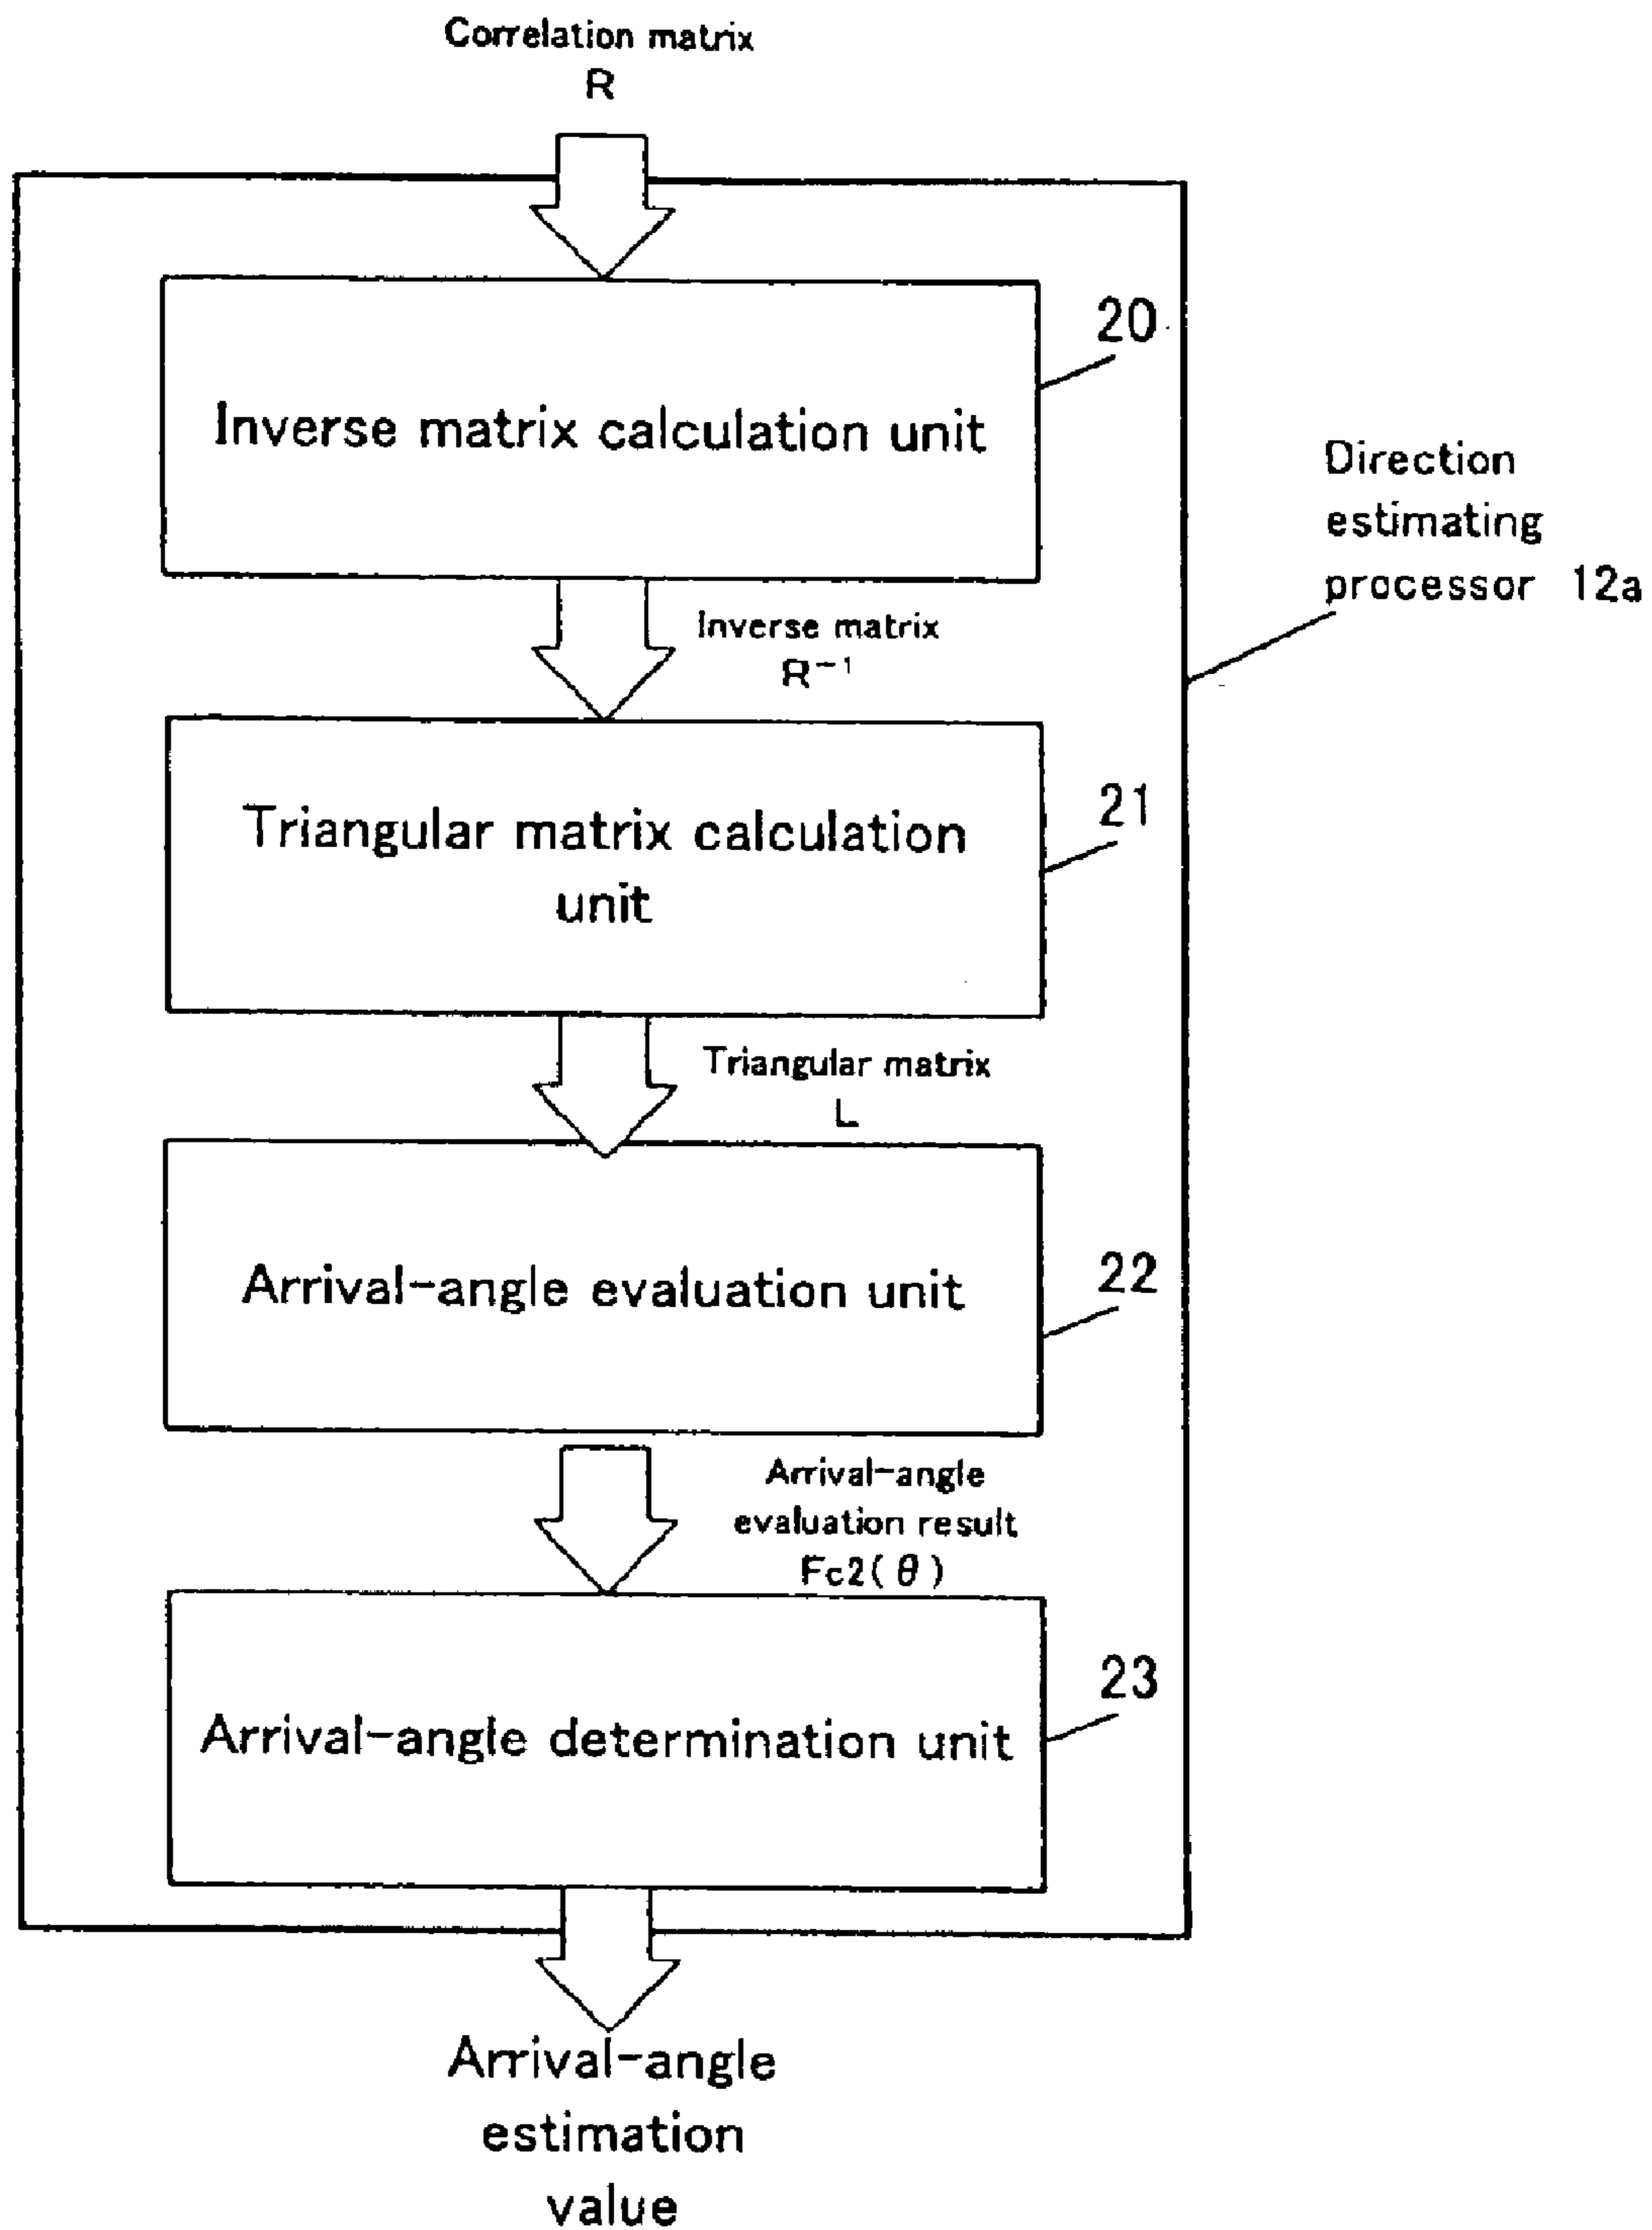 Correlation matrix
R
20
Inverse matrix calculation unit
Direction
estimating
processor 12a
Inverse matrix
R⁻¹
21
Triangular matrix calculation
unit
Triangular matrix
L
22
Arrival-angle evaluation unit
Arrival-angle
evaluation result
Fc2(θ)
23
Arrival-angle determination unit
Arrival-angle
estimation
value